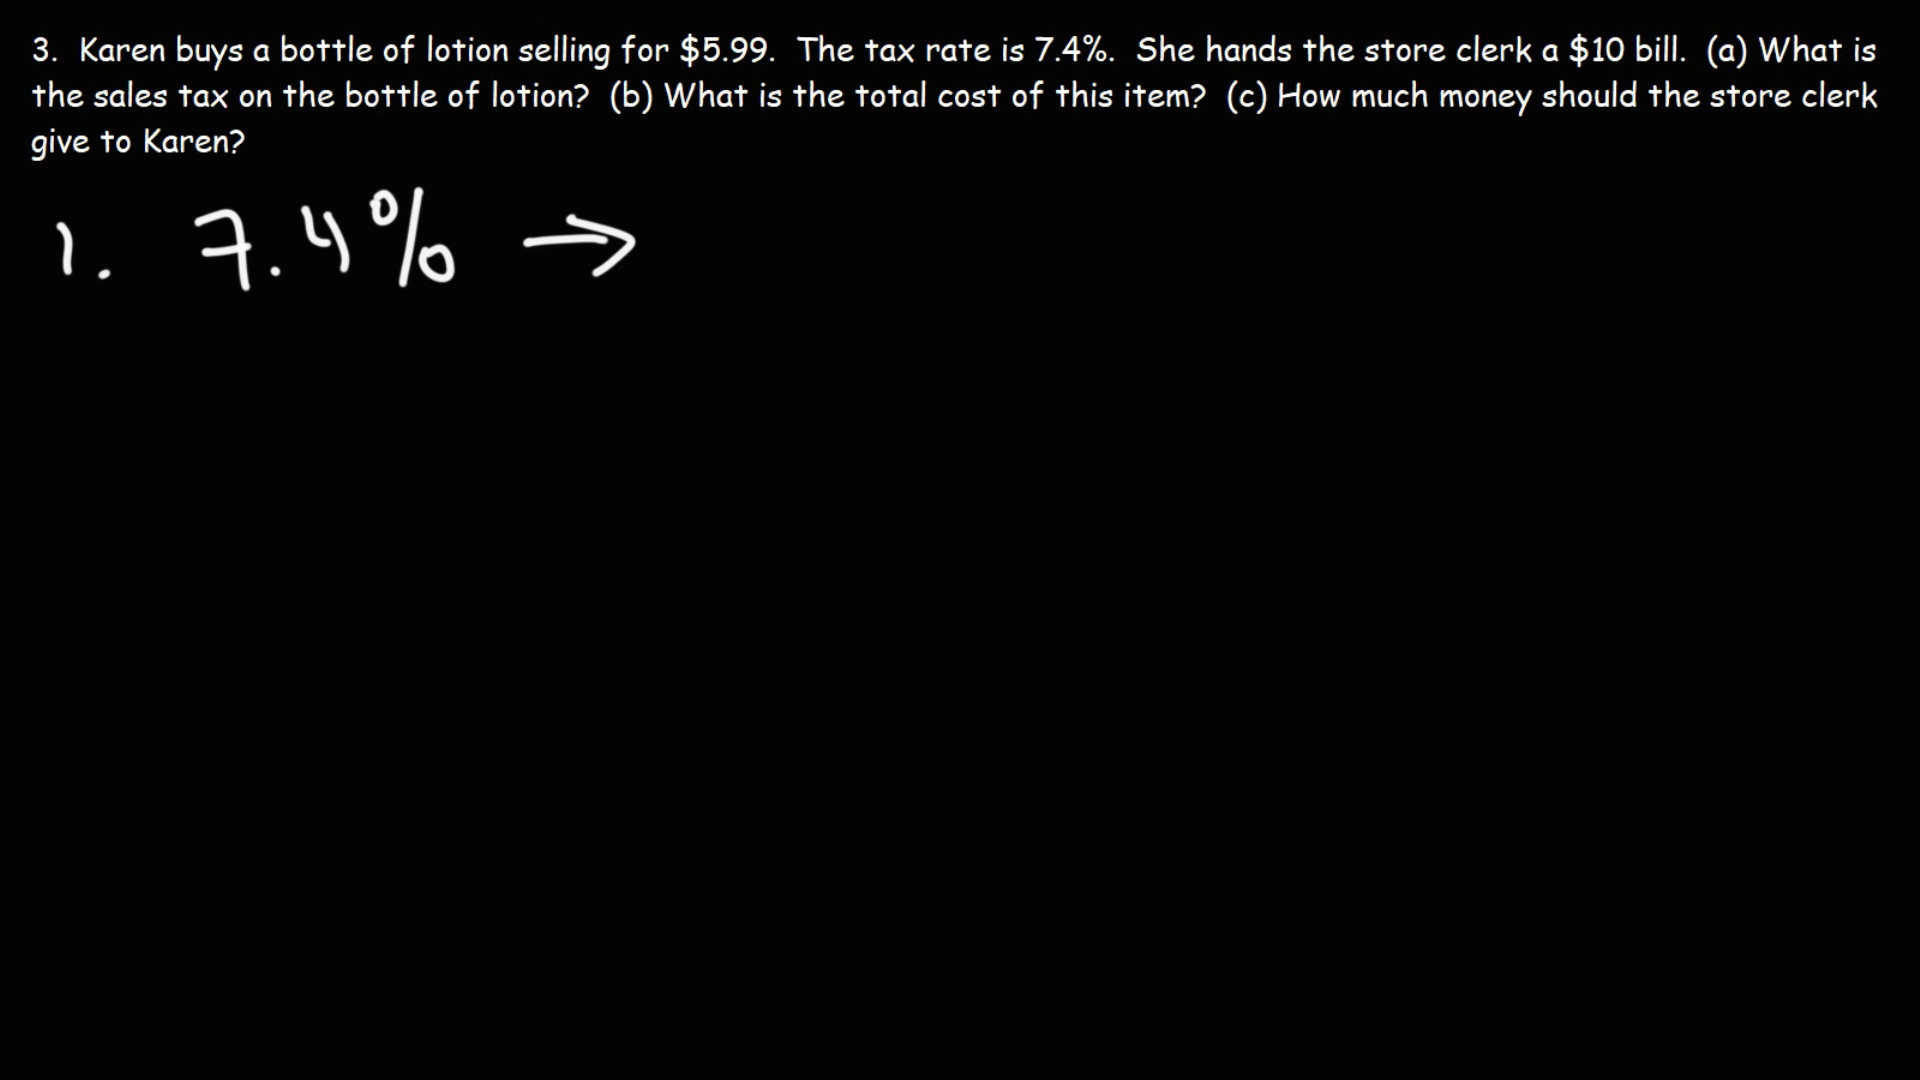 3. Karen buys a bottle of lotion selling for $5.99. The tax rate is 7.4%. She hands the store clerk a $10 bill. (a) What is
the sales tax on the bottle of lotion? (b) What is the total cost of this item? (c) How much money should the store clerk
give to Karen?
1. 7.4% →